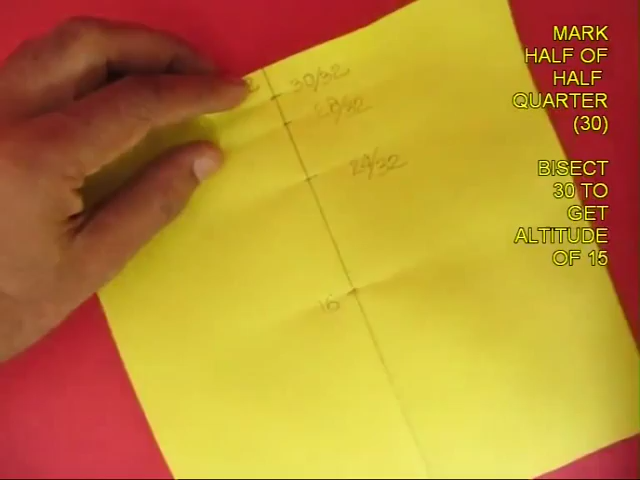 MARK
HALF OF
HALF
QUARTER
(30)
BISECT
30 TO
GET
ALTITUDE
OF 15
2 30/32
28/32
24/32
16